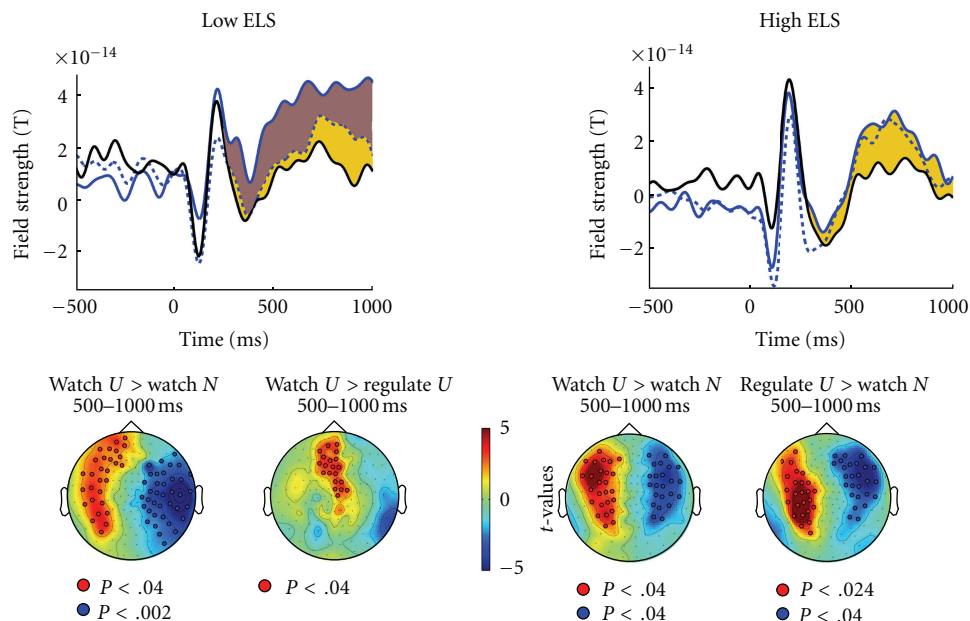 Low ELS
High ELS
×10⁻¹⁴
4
2
0
−2
Field strength (T)
−500
0
500
1000
Time (ms)
×10⁻¹⁴
4
2
0
−2
Field strength (T)
−500
0
500
1000
Time (ms)
Watch U > watch N
500–1000 ms
Watch U > regulate U
500–1000 ms
Watch U > watch N
500–1000 ms
Regulate U > watch N
500–1000 ms
5
0
−5
t-values
P < .04
P < .002
P < .04
P < .04
P < .04
P < .024
P < .04